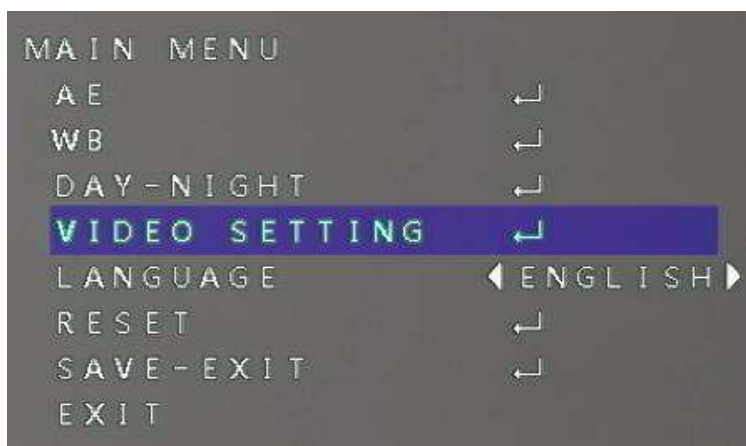 MAIN MENU
AE ↵
WB ↵
DAY-NIGHT ↵
VIDEO SETTING ↵
LANGUAGE ◀ENGLISH▶
RESET ↵
SAVE-EXIT ↵
EXIT